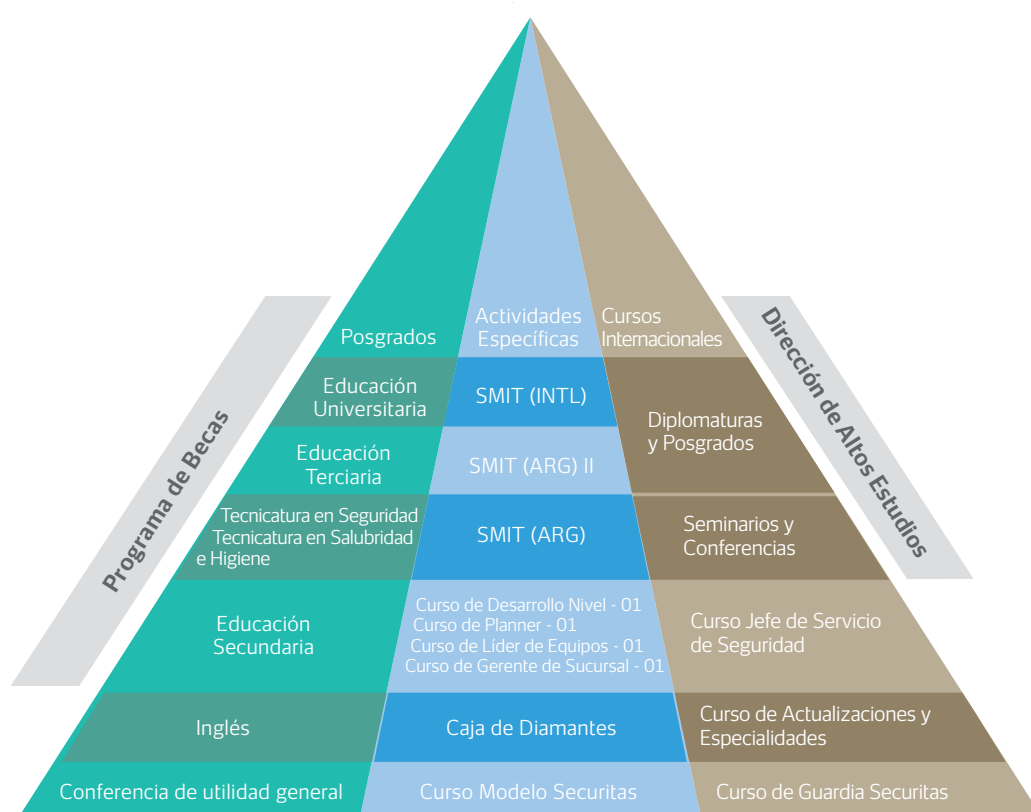 Posgrados
Actividades
Específicas
Cursos
Internacionales
Programa de Becas
Dirección de Altos Estudios
Educación
Universitaria
SMIT (INTL)
Diplomaturas
y Posgrados
Educación
Terciaria
SMIT (ARG) II
Tecnicatura en Seguridad
Tecnicatura en Salubridad
e Higiene
SMIT (ARG)
Seminarios y
Conferencias
Educación
Secundaria
Curso de Desarrollo Nivel - 01
Curso de Planner - 01
Curso de Líder de Equipos - 01
Curso de Gerente de Sucursal - 01
Curso Jefe de Servicio
de Seguridad
Inglés
Caja de Diamantes
Curso de Actualizaciones y
Especialidades
Conferencia de utilidad general
Curso Modelo Securitas
Curso de Guardia Securitas